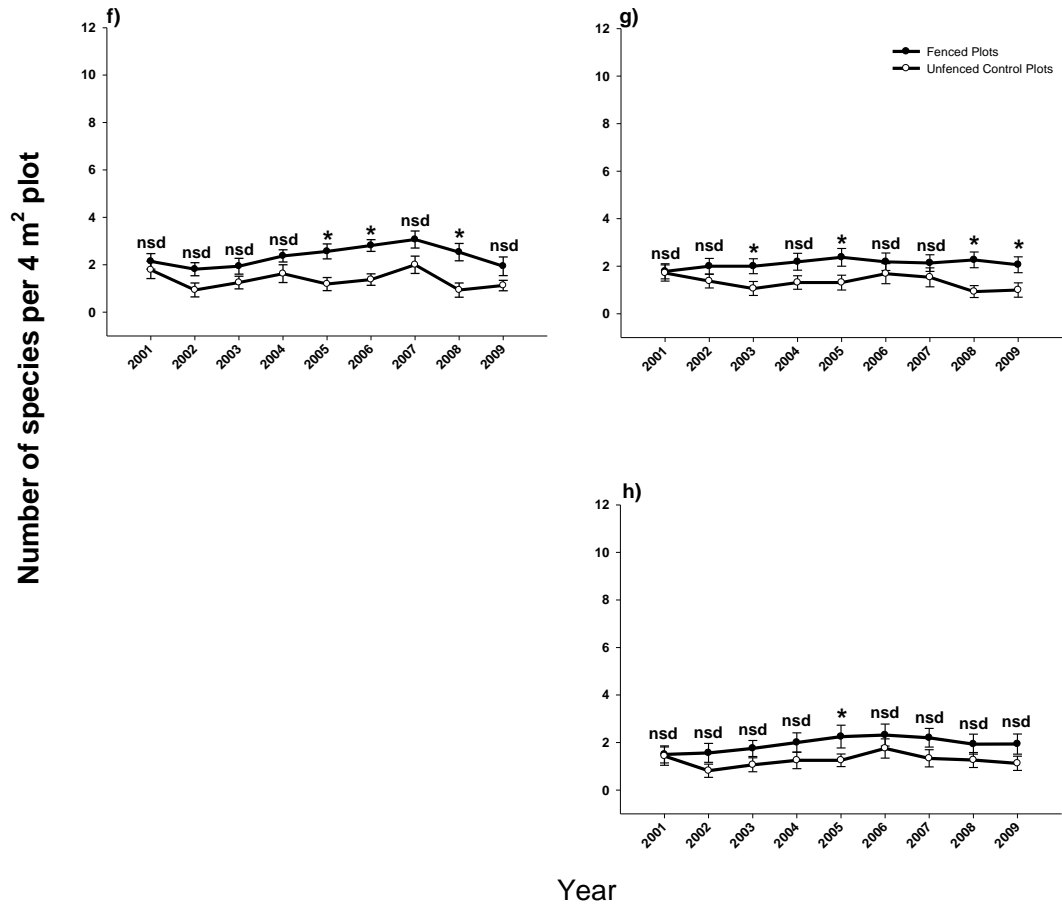 Number of species per 4 m² plot
f)
12
10
8
6
4
2
0
nsd nsd nsd nsd * * nsd * nsd
2001 2002 2003 2004 2005 2006 2007 2008 2009
g)
Fenced Plots
Unfenced Control Plots
12
10
8
6
4
2
0
nsd nsd * nsd * nsd nsd * *
2001 2002 2003 2004 2005 2006 2007 2008 2009
h)
12
10
8
6
4
2
0
nsd nsd nsd nsd * nsd nsd nsd nsd
2001 2002 2003 2004 2005 2006 2007 2008 2009
Year